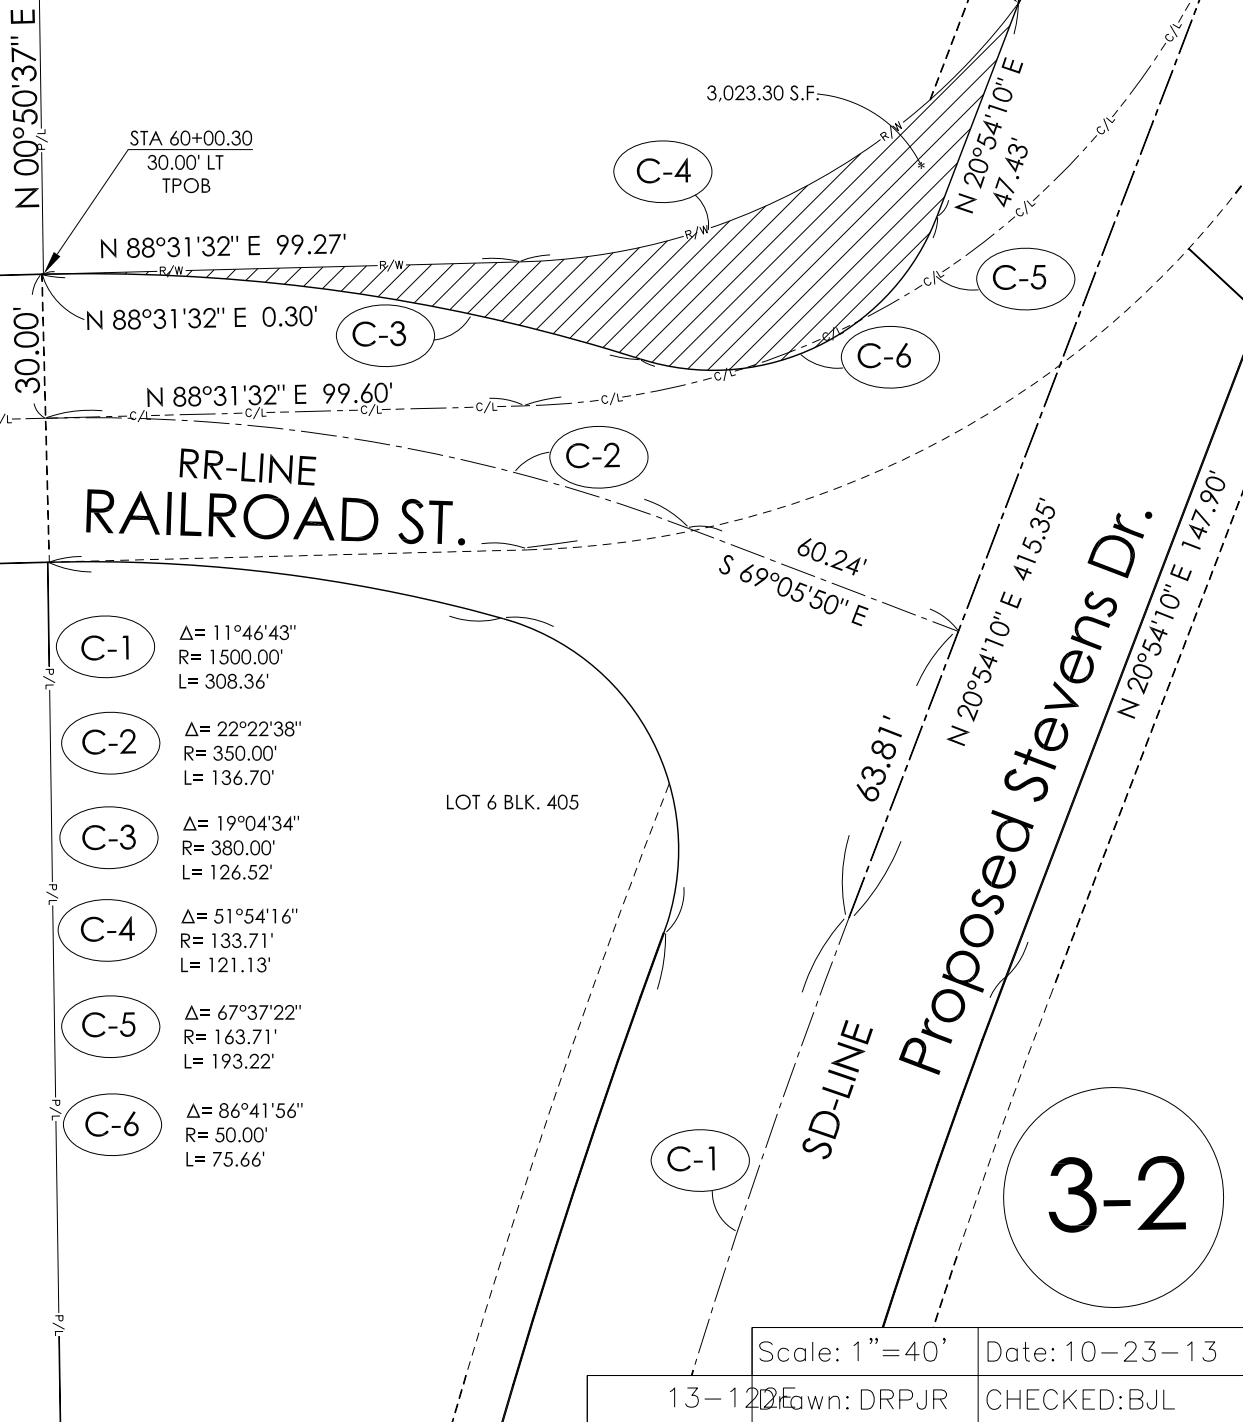 N 00°50'37" E
P/L
STA 60+00.30
30.00' LT
TPOB
3,023.30 S.F.
C-4
N 20°54'10" E
47.43'
N 88°31'32" E 99.27'
R/W
R/W
R/W
R/W
C/L
C/L
C/L
C/L
C-5
N 88°31'32" E 0.30'
C-3
C/L
C-6
30.00'
C/L
N 88°31'32" E 99.60'
C/L
C/L
C/L
C/L
C/L
C/L
C-2
RR-LINE
RAILROAD ST.
60.24'
S 69°05'50" E
N 20°54'10" E 415.35'
N 20°54'10" E 147.90'
Proposed Stevens Dr.
63.81'
C-1
Δ= 11°46'43"
R= 1500.00'
L= 308.36'
P/L
C-2
Δ= 22°22'38"
R= 350.00'
L= 136.70'
LOT 6 BLK. 405
C-3
Δ= 19°04'34"
R= 380.00'
L= 126.52'
P/L
C-4
Δ= 51°54'16"
R= 133.71'
L= 121.13'
C-5
Δ= 67°37'22"
R= 163.71'
L= 193.22'
P/L
C-6
Δ= 86°41'56"
R= 50.00'
L= 75.66'
SD-LINE
C-1
3-2
P/L
Scale: 1"=40' Date: 10-23-13
13-122E Drawn: DRPJR CHECKED:BJL